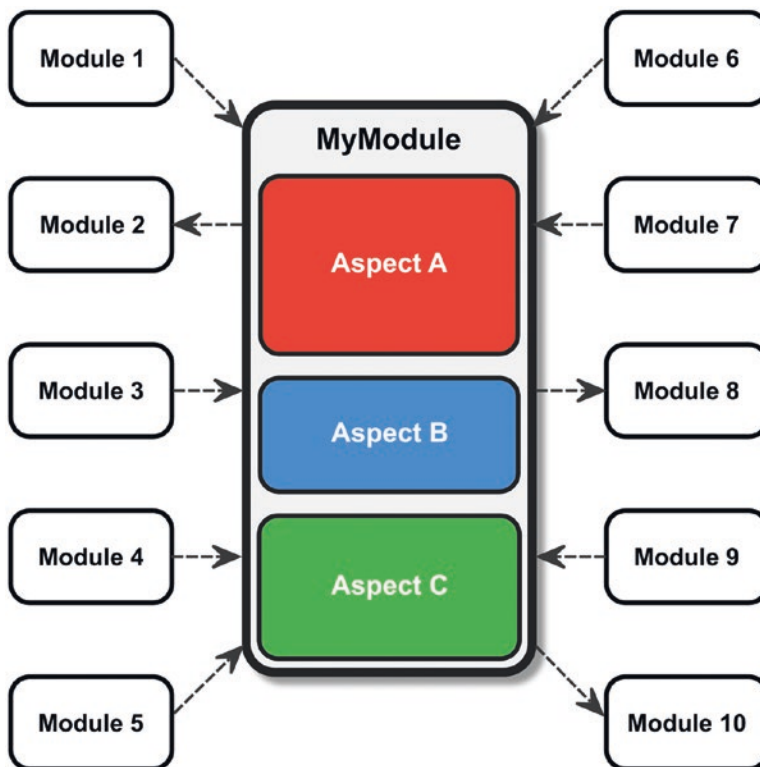 Module 1
Module 6
MyModule
Module 2
Aspect A
Module 7
Module 3
Aspect B
Module 8
Module 4
Aspect C
Module 9
Module 5
Module 10